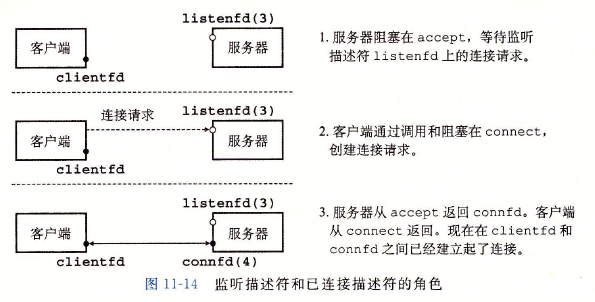 listenfd(3)
客户端
服务器
clientfd
1. 服务器阻塞在 accept，等待监听
描述符 listenfd 上的连接请求。
连接请求
listenfd(3)
客户端
服务器
clientfd
2. 客户端通过调用和阻塞在 connect，
创建连接请求。
listenfd(3)
客户端
服务器
clientfd
connfd(4)
3. 服务器从 accept 返回 connfd。客户端
从 connect 返回。现在在 clientfd 和
connfd 之间已经建立起了连接。
图 11-14 监听描述符和已连接描述符的角色